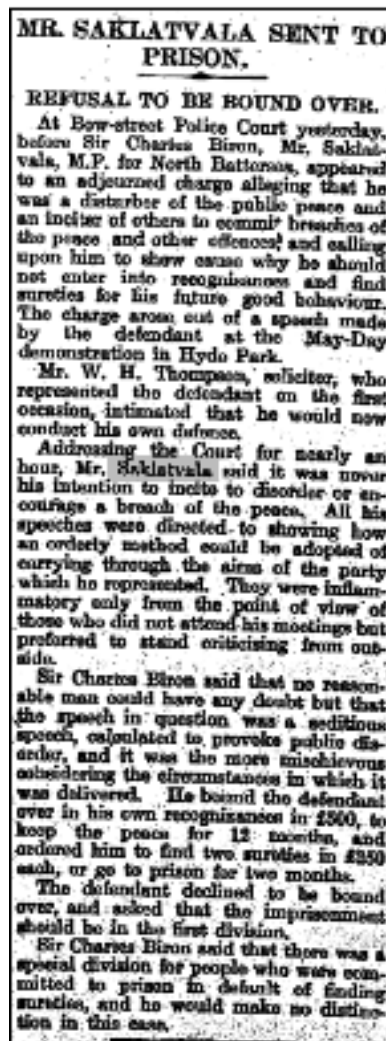 MR. SAKLATVALA SENT TO
PRISON.
REFUSAL TO BE BOUND OVER.
At Bow-street Police Court yesterday,
before Sir Charles Biron, Mr. Saklat-
vala, M.P. for North Battersea, appeared
to an adjourned charge alleging that he
was a disturber of the public peace and
an inciter of others to commit breaches of
the peace and other offences, and calling
upon him to show cause why he should
not enter into recognisances and find
sureties for his future good behaviour.
The charge arose out of a speech made
by the defendant at the May-Day
demonstration in Hyde Park.
Mr. W. H. Thompson, solicitor, who
represented the defendant on the first
occasion, intimated that he would now
conduct his own defence.
Addressing the Court for nearly an
hour, Mr. Saklatvala said it was never
his intention to incite to disorder or en-
courage a breach of the peace. All his
speeches were directed to showing how
an orderly method could be adopted of
carrying through the aims of the party
which he represented. They were inflam-
matory only from the point of view of
those who did not attend his meetings but
preferred to stand criticising from out-
side.
Sir Charles Biron said that no reason-
able man could have any doubt but that
the speech in question was a seditious
speech, calculated to provoke public dis-
order, and it was the more mischievous
considering the circumstances in which it
was delivered. He bound the defendant
over in his own recognisances in £500, to
keep the peace for 12 months, and
ordered him to find two sureties in £250
each, or go to prison for two months.
The defendant declined to be bound
over, and asked that the imprisonment
should be in the first division.
Sir Charles Biron said that there was a
special division for people who were com-
mitted to prison in default of finding
sureties, and he would make no distinc-
tion in this case.